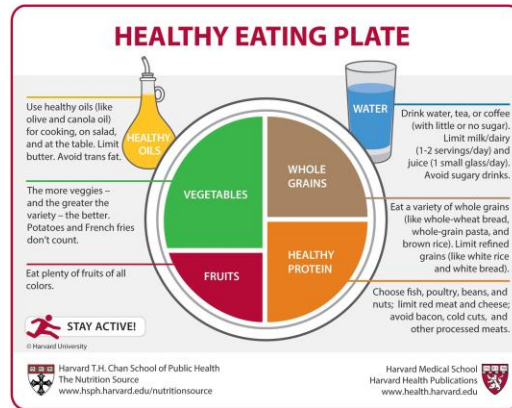 HEALTHY EATING PLATE
Use healthy oils (like
olive and canola oil)
for cooking, on salad,
and at the table. Limit
butter. Avoid trans fat.
HEALTHY
OILS
The more veggies –
and the greater the
variety – the better.
Potatoes and French fries
don't count.
Eat plenty of fruits of all
colors.
VEGETABLES
FRUITS
WHOLE
GRAINS
HEALTHY
PROTEIN
WATER
Drink water, tea, or coffee
(with little or no sugar).
Limit milk/dairy
(1-2 servings/day) and
juice (1 small glass/day).
Avoid sugary drinks.
Eat a variety of whole grains
(like whole-wheat bread,
whole-grain pasta, and
brown rice). Limit refined
grains (like white rice
and white bread).
Choose fish, poultry, beans, and
nuts; limit red meat and cheese;
avoid bacon, cold cuts, and
other processed meats.
STAY ACTIVE!
© Harvard University
Harvard T.H. Chan School of Public Health
The Nutrition Source
www.hsph.harvard.edu/nutritionsource
Harvard Medical School
Harvard Health Publications
www.health.harvard.edu